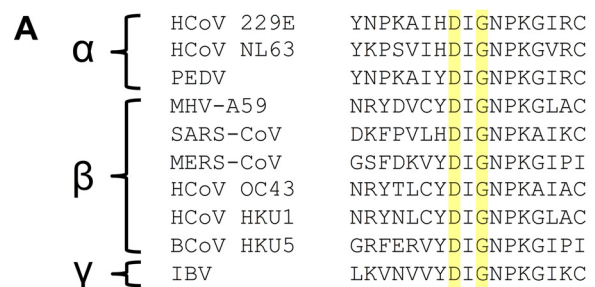 A
α
HCoV 229E YNPKAIHDIGNPKGIRC
HCoV NL63 YKPSVIHDIGNPKGVRC
PEDV YNPKAIYDIGNPKGIRC
β
MHV-A59 NRYDVCYDIGNPKGLAC
SARS-CoV DKFPVLHDIGNPKAIKC
MERS-CoV GSFDKVYDIGNPKGIPI
HCoV OC43 NRYTLCYDIGNPKAIAC
HCoV HKU1 NRYNLCYDIGNPKGLAC
BCoV HKU5 GRFERVYDIGNPKGIPI
γ
IBV LKVNVVYDIGNPKGIKC